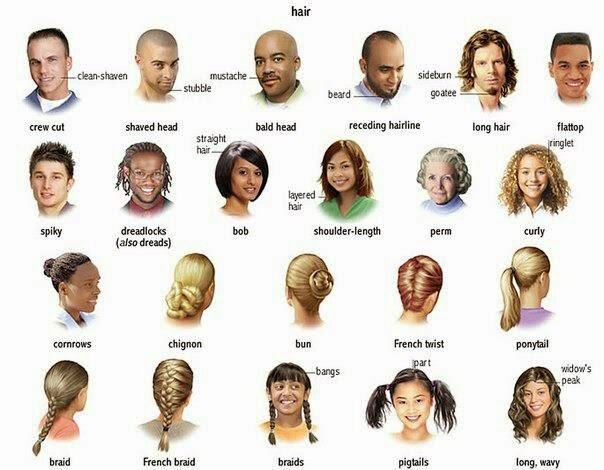 hair
clean-shaven
stubble
mustache
beard
sideburn
goatee
crew cut
shaved head
bald head
receding hairline
long hair
flattop
straight
hair
layered
hair
ringlet
spiky
dreadlocks
(also dreads)
bob
shoulder-length
perm
curly
cornrows
chignon
bun
French twist
ponytail
bangs
part
widow's
peak
braid
French braid
braids
pigtails
long, wavy